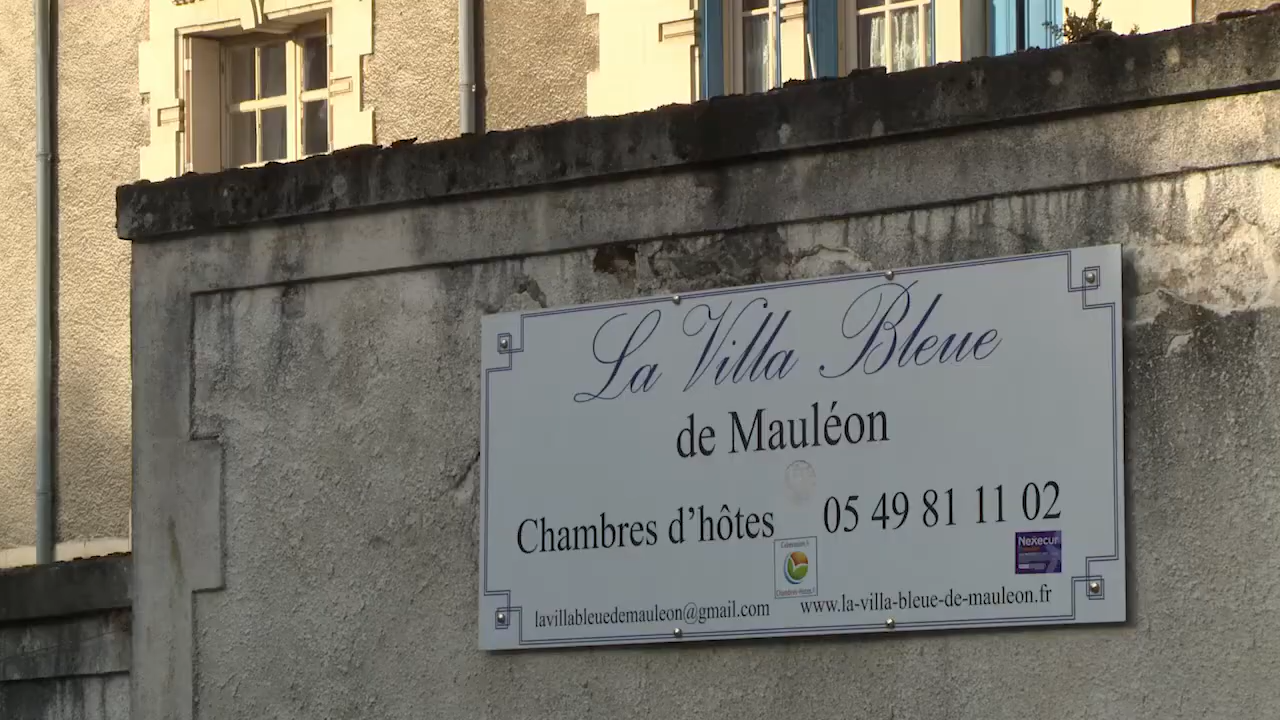 La Villa Bleue
de Mauléon
Chambres d'hôtes 05 49 81 11 02
Nexecur
lavillableuedemauleon@gmail.com www.la-villa-bleue-de-mauleon.fr